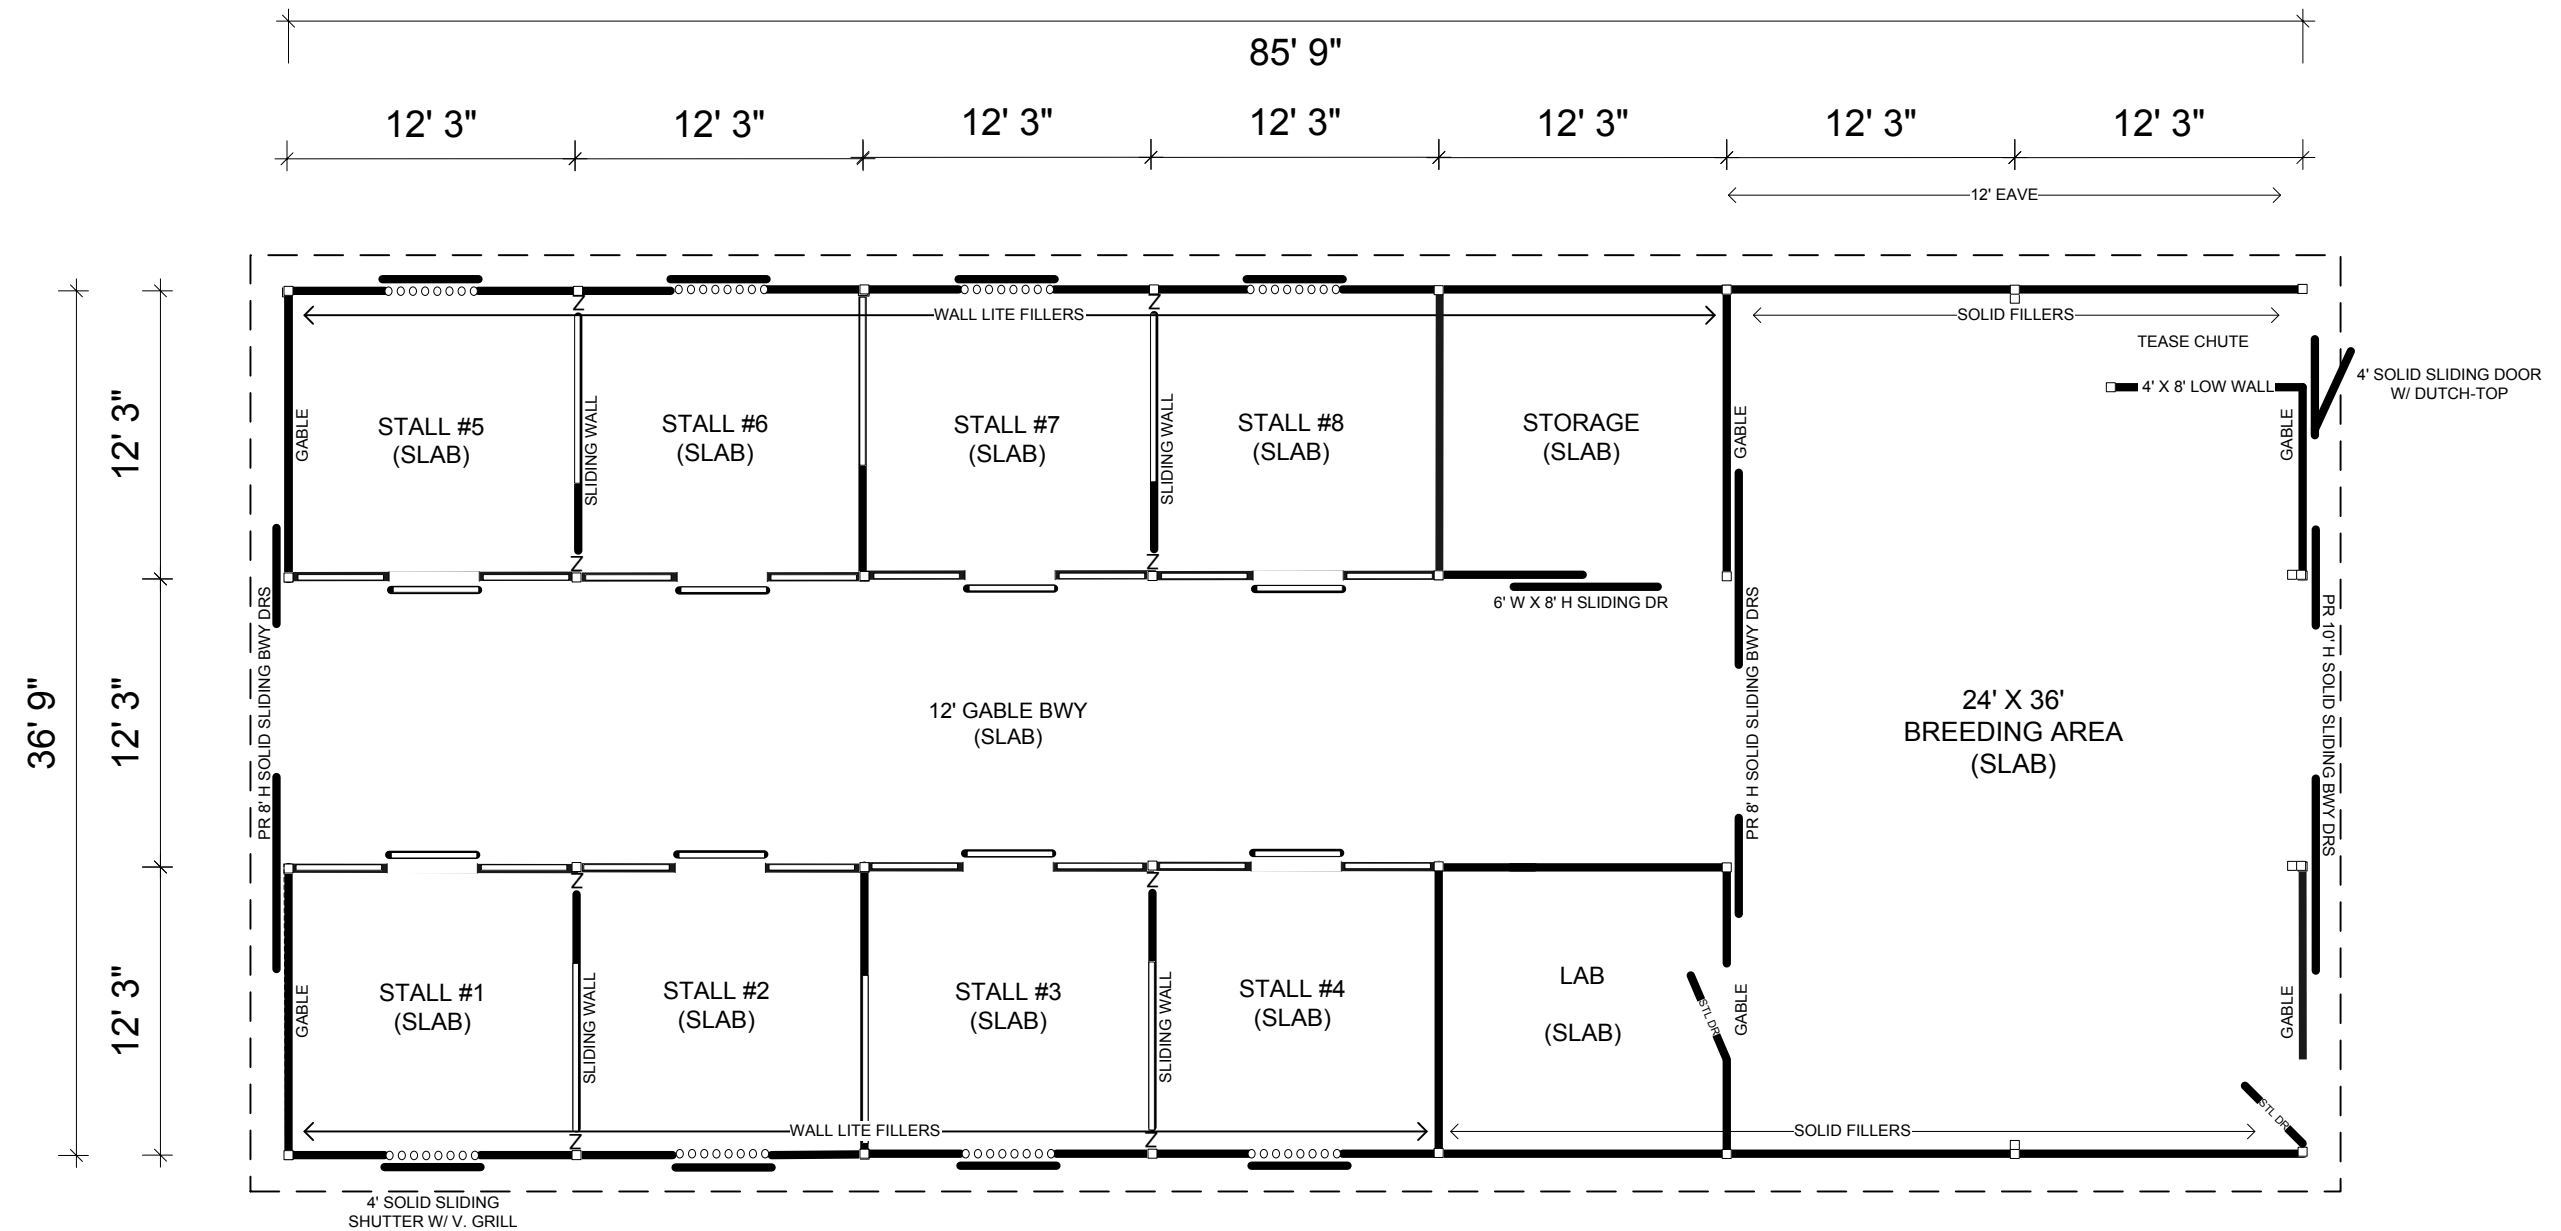 85' 9"
12' 3"
12' 3"
12' 3"
12' 3"
12' 3"
12' 3"
12' 3"
12' EAVE
WALL LITE FILLERS
SOLID FILLERS
TEASE CHUTE
4' X 8' LOW WALL
4' SOLID SLIDING DOOR
W/ DUTCH-TOP
36' 9"
12' 3"
12' 3"
12' 3"
GABLE
STALL #5
(SLAB)
Z
SLIDING WALL
Z
STALL #6
(SLAB)
STALL #7
(SLAB)
Z
SLIDING WALL
Z
STALL #8
(SLAB)
STORAGE
(SLAB)
GABLE
GABLE
6' W X 8' H SLIDING DR
PR 8' H SOLID SLIDING BWY DRS
12' GABLE BWY
(SLAB)
PR 8' H SOLID SLIDING BWY DRS
24' X 36'
BREEDING AREA
(SLAB)
PR 10' H SOLID SLIDING BWY DRS
GABLE
STALL #1
(SLAB)
Z
SLIDING WALL
Z
STALL #2
(SLAB)
STALL #3
(SLAB)
Z
SLIDING WALL
Z
STALL #4
(SLAB)
LAB
(SLAB)
STL DR
GABLE
GABLE
STL DR
WALL LITE FILLERS
SOLID FILLERS
4' SOLID SLIDING
SHUTTER W/ V. GRILL